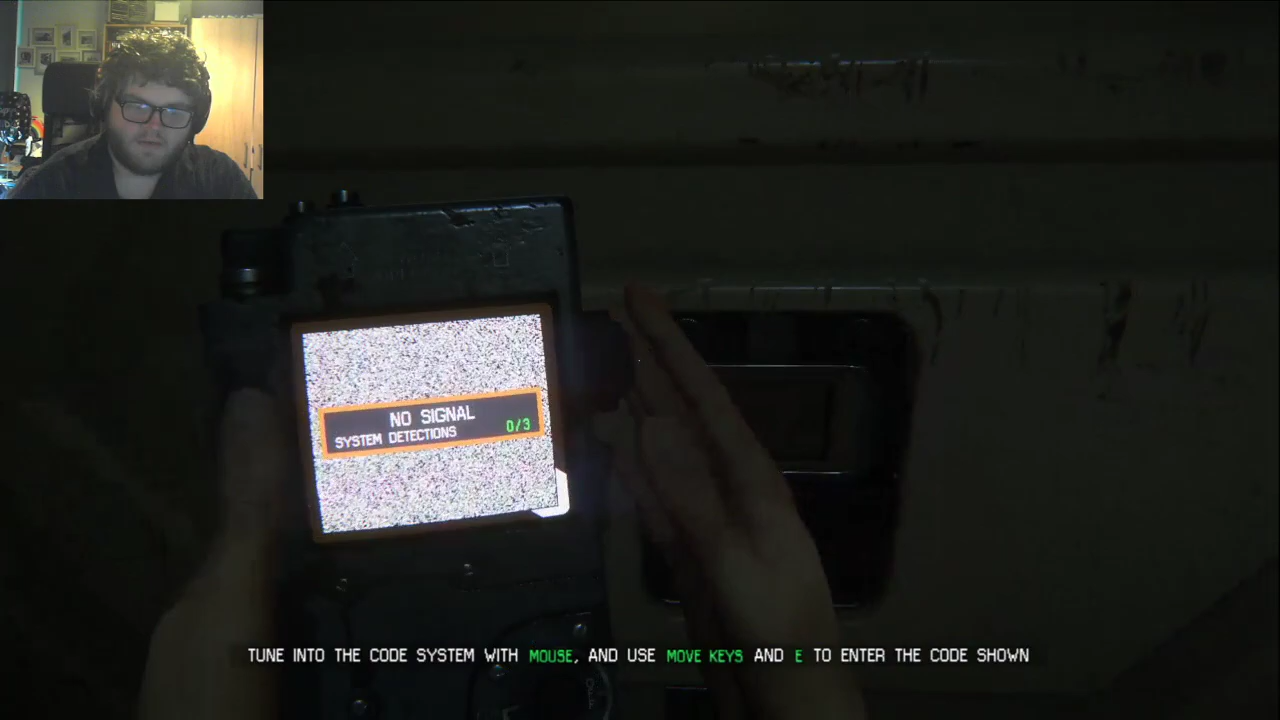 NO SIGNAL
SYSTEM DETECTIONS 0/3
TUNE INTO THE CODE SYSTEM WITH MOUSE, AND USE MOVE KEYS AND E TO ENTER THE CODE SHOWN